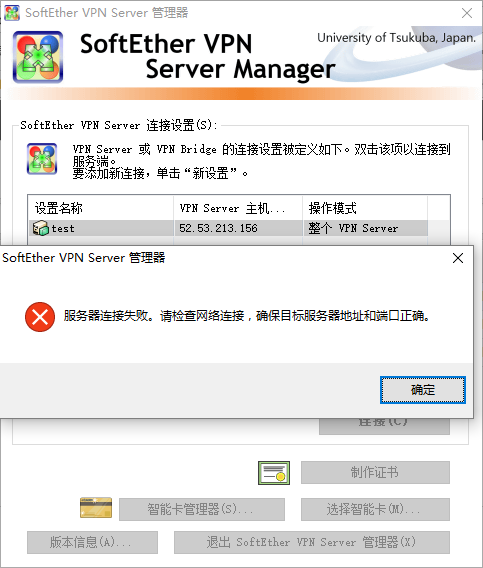 SoftEther VPN Server 管理器
SoftEther VPN
Server Manager
University of Tsukuba, Japan.
SoftEther VPN Server 连接设置(S):
VPN Server 或 VPN Bridge 的连接设置被定义如下。双击该项以连接到
服务端。
要添加新连接，单击“新设置”。
设置名称 VPN Server 主机... 操作模式
test 52.53.213.156 整个 VPN Server
SoftEther VPN Server 管理器
服务器连接失败。请检查网络连接，确保目标服务器地址和端口正确。
确定
连接(C)
制作证书
智能卡管理器(S)... 选择智能卡(M)...
版本信息(A)... 退出 SoftEther VPN Server 管理器(X)